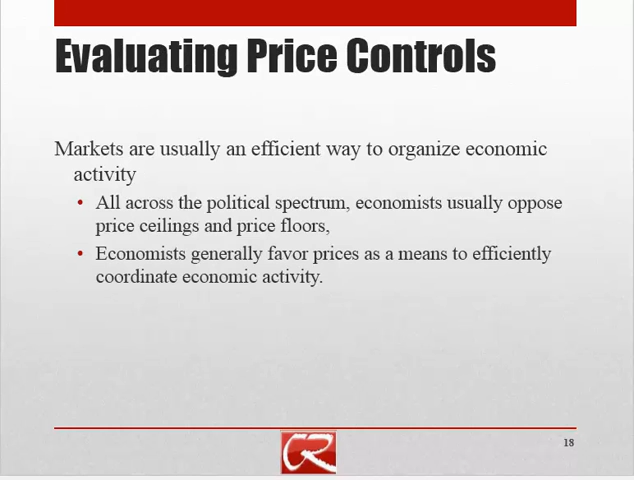 Evaluating Price Controls
Markets are usually an efficient way to organize economic
activity
• All across the political spectrum, economists usually oppose
price ceilings and price floors,
• Economists generally favor prices as a means to efficiently
coordinate economic activity.
18
CR